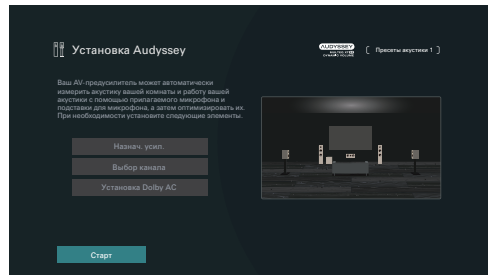 Установка Audyssey
AUDYSSEY
DYNAMIC VOLUME
Пресеты акустики 1
Ваш AV-предусилитель может автоматически
измерить акустику вашей комнаты и работу вашей
акустики с помощью прилагаемого микрофона и
подставки для микрофона, а затем оптимизировать их.
При необходимости установите следующие элементы.
Назнач. усил.
Выбор канала
Установка Dolby AC
Старт